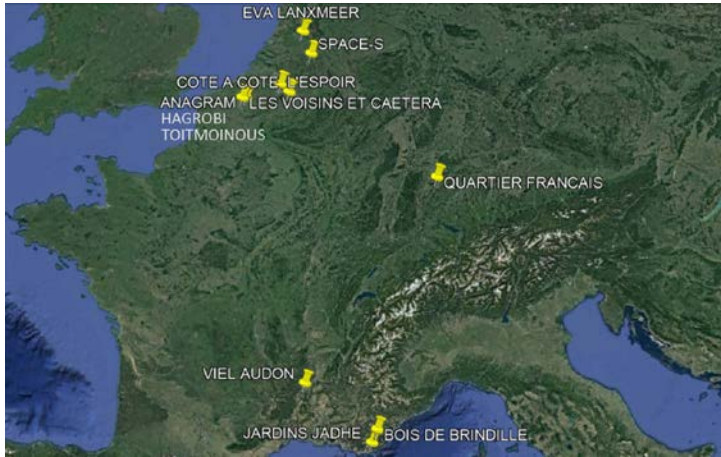 EVA LANXMEER
SPACE-S
COTE A COTE L'ESPOIR
ANAGRAM LES VOISINS ET CAETERA
HAGROBI
TOITMOINOUS
QUARTIER FRANCAIS
VIEL AUDON
JARDINS JADHE BOIS DE BRINDILLE